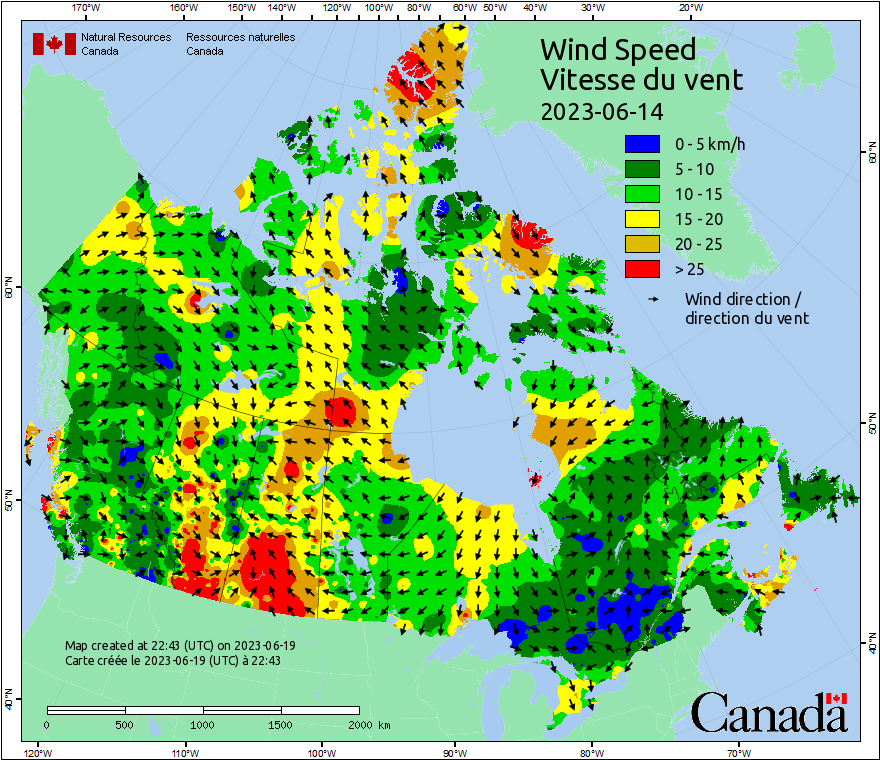 170°W 160°W 150°W 140°W 120°W 100°W 80°W 60°W 50°W 40°W 30°W 20°W
Natural Resources Canada
Ressources naturelles Canada
Wind Speed
Vitesse du vent
2023-06-14
0 - 5 km/h
5 - 10
10 - 15
15 - 20
20 - 25
> 25
Wind direction /
direction du vent
60°N
50°N
40°N
60°N
50°N
40°N
Map created at 22:43 (UTC) on 2023-06-19
Carte créée le 2023-06-19 (UTC) à 22:43
0 500 1000 1500 2000 km
Canada
120°W 110°W 100°W 90°W 80°W 70°W